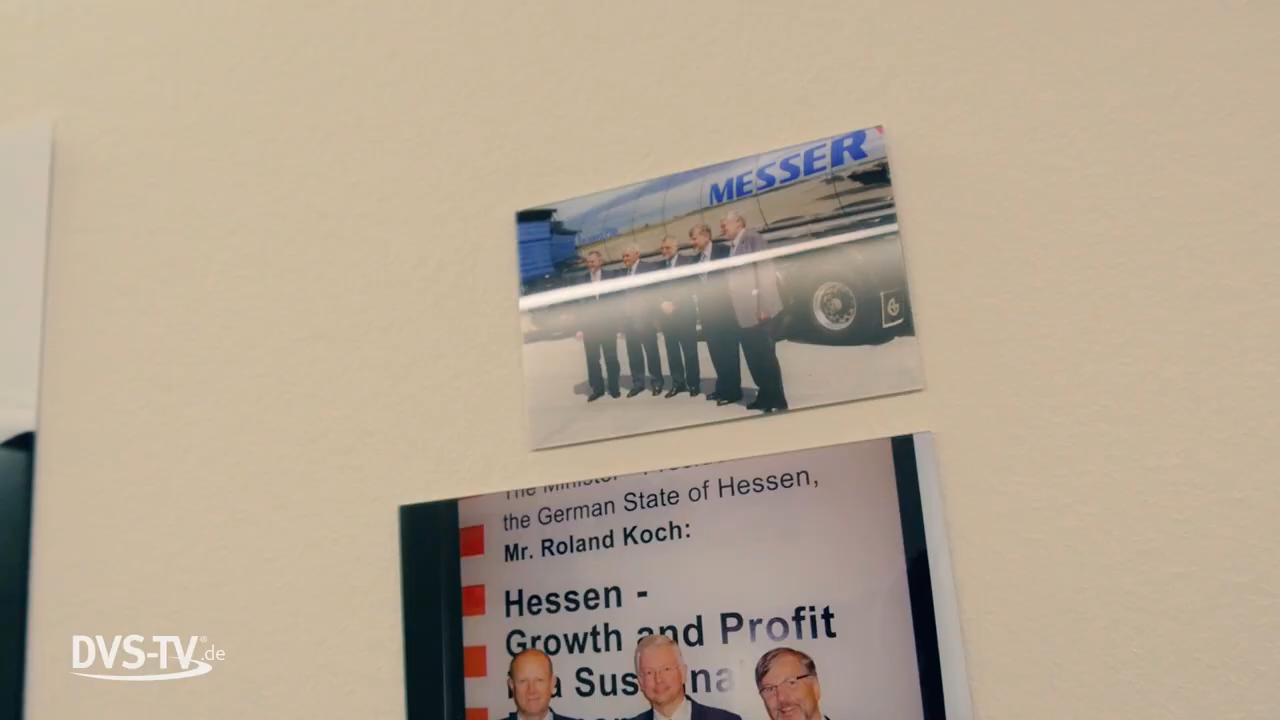 MESSER
the German State of Hessen,
Mr. Roland Koch:
Hessen -
Growth and Profit
DVS-TV®.de